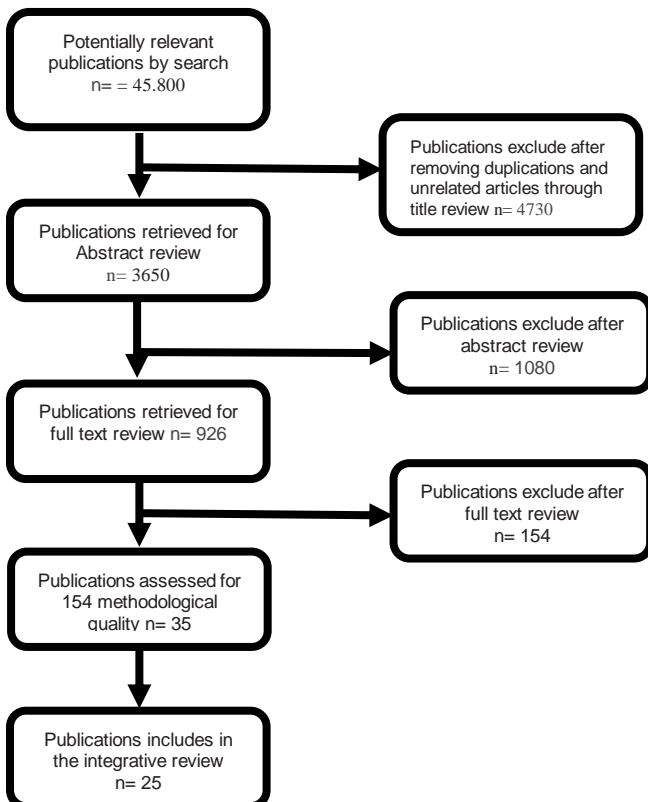 Potentially relevant
publications by search
n= = 45.800
Publications exclude after
removing duplications and
unrelated articles through
title review n= 4730
Publications retrieved for
Abstract review
n= 3650
Publications exclude after
abstract review
n= 1080
Publications retrieved for
full text review n= 926
Publications exclude after
full text review
n= 154
Publications assessed for
154 methodological
quality n= 35
Publications includes in
the integrative review
n= 25